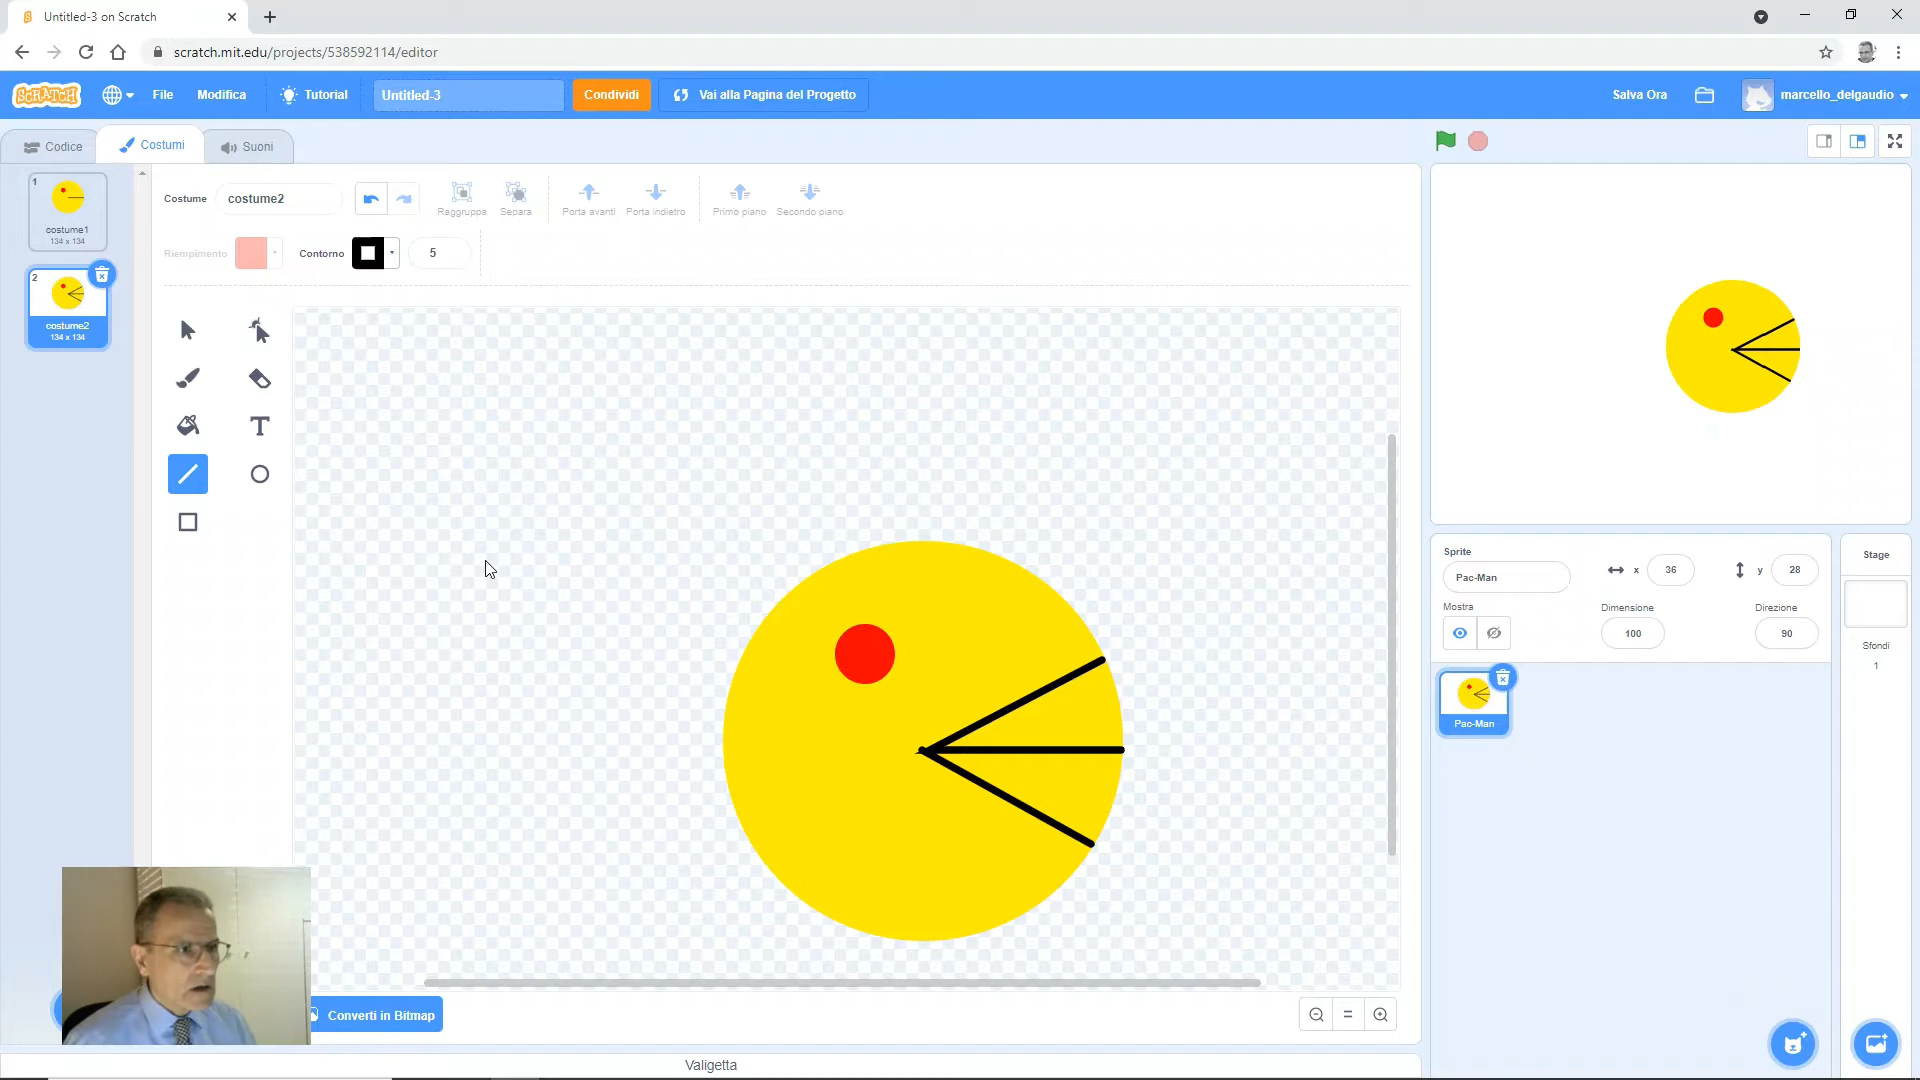 Untitled-3 on Scratch
scratch.mit.edu/projects/538592114/editor
SCRATCH
File
Modifica
Tutorial
Untitled-3
Condividi
Vai alla Pagina del Progetto
Salva Ora
marcello_delgaudio
Codice
Costumi
Suoni
1
costume1
134 x 134
2
costume2
134 x 134
Costume
costume2
Raggruppa
Separa
Porta avanti
Porta indietro
Primo piano
Secondo piano
Riempimento
Contorno
5
T
Converti in Bitmap
Valigetta
Sprite
Pac-Man
x
36
y
28
Mostra
Dimensione
100
Direzione
90
Pac-Man
Stage
Sfondi
1